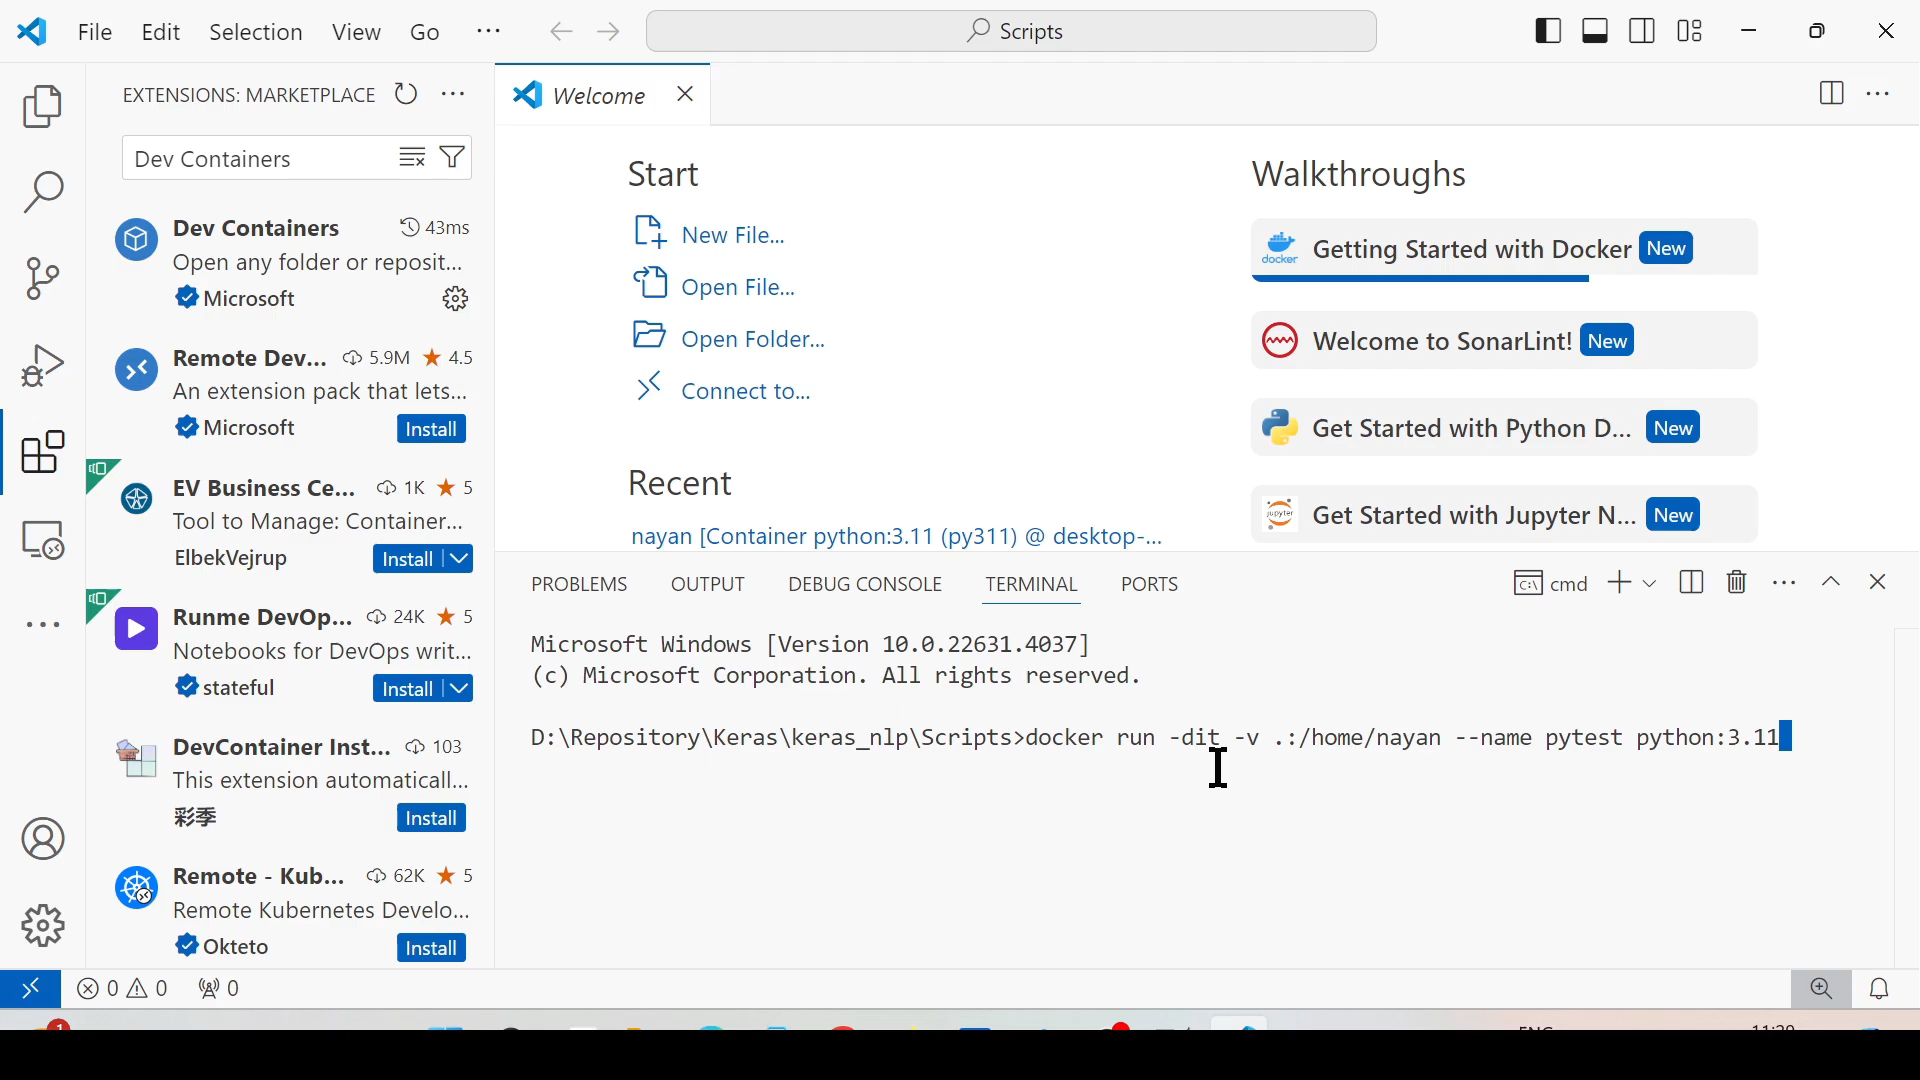 File Edit Selection View Go ···
Scripts
EXTENSIONS: MARKETPLACE
Dev Containers
Dev Containers 43ms
Open any folder or reposit...
Microsoft
Remote Dev... 5.9M 4.5
An extension pack that lets...
Microsoft Install
EV Business Ce... 1K 5
Tool to Manage: Container...
ElbekVejrup Install
Runme DevOp... 24K 5
Notebooks for DevOps writ...
stateful Install
DevContainer Inst... 103
This extension automaticall...
彩季 Install
Remote - Kub... 62K 5
Remote Kubernetes Develo...
Okteto Install
Welcome
Start
New File...
Open File...
Open Folder...
Connect to...
Recent
nayan [Container python:3.11 (py311) @ desktop-...
Walkthroughs
docker
Getting Started with Docker New
Welcome to SonarLint! New
Get Started with Python D... New
jupyter
Get Started with Jupyter N... New
PROBLEMS OUTPUT DEBUG CONSOLE TERMINAL PORTS
C:\ cmd
Microsoft Windows [Version 10.0.22631.4037]
(c) Microsoft Corporation. All rights reserved.
D:\Repository\Keras\keras_nlp\Scripts>docker run -dit -v .:/home/nayan --name pytest python:3.11
0 0 0
1